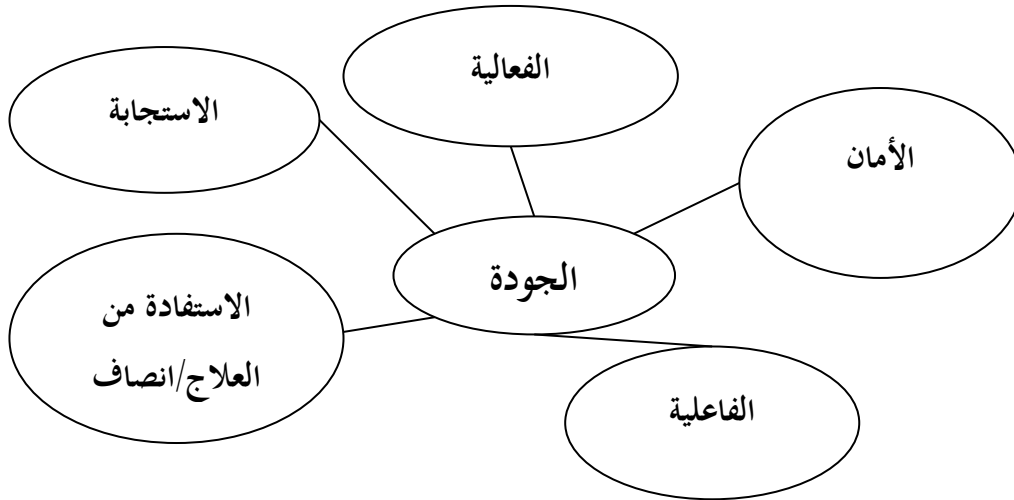 الفعالية
الاستجابة
الأمان
الجودة
الاستفادة من
العلاج/انصاف
الفاعلية